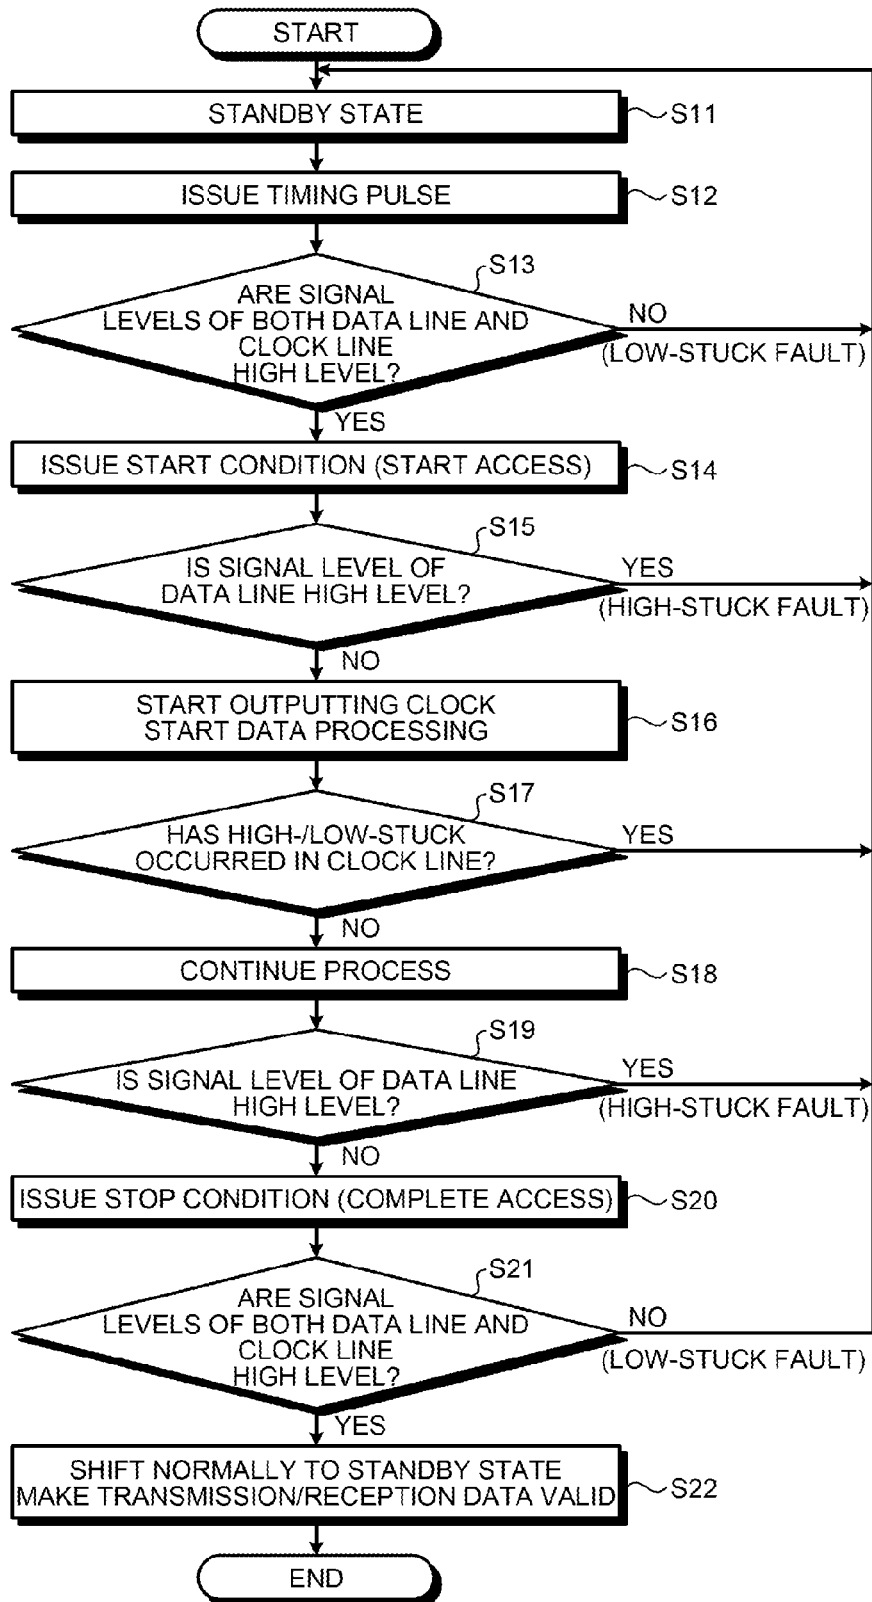 START
STANDBY STATE
S11
ISSUE TIMING PULSE
S12
S13
ARE SIGNAL
LEVELS OF BOTH DATA LINE AND
CLOCK LINE
HIGH LEVEL?
NO
(LOW-STUCK FAULT)
YES
ISSUE START CONDITION (START ACCESS)
S14
S15
IS SIGNAL LEVEL OF
DATA LINE HIGH LEVEL?
YES
(HIGH-STUCK FAULT)
NO
START OUTPUTTING CLOCK
START DATA PROCESSING
S16
S17
HAS HIGH-/LOW-STUCK
OCCURRED IN CLOCK LINE?
YES
NO
CONTINUE PROCESS
S18
S19
IS SIGNAL LEVEL OF DATA LINE
HIGH LEVEL?
YES
(HIGH-STUCK FAULT)
NO
ISSUE STOP CONDITION (COMPLETE ACCESS)
S20
S21
ARE SIGNAL
LEVELS OF BOTH DATA LINE AND
CLOCK LINE
HIGH LEVEL?
NO
(LOW-STUCK FAULT)
YES
SHIFT NORMALLY TO STANDBY STATE
MAKE TRANSMISSION/RECEPTION DATA VALID
S22
END